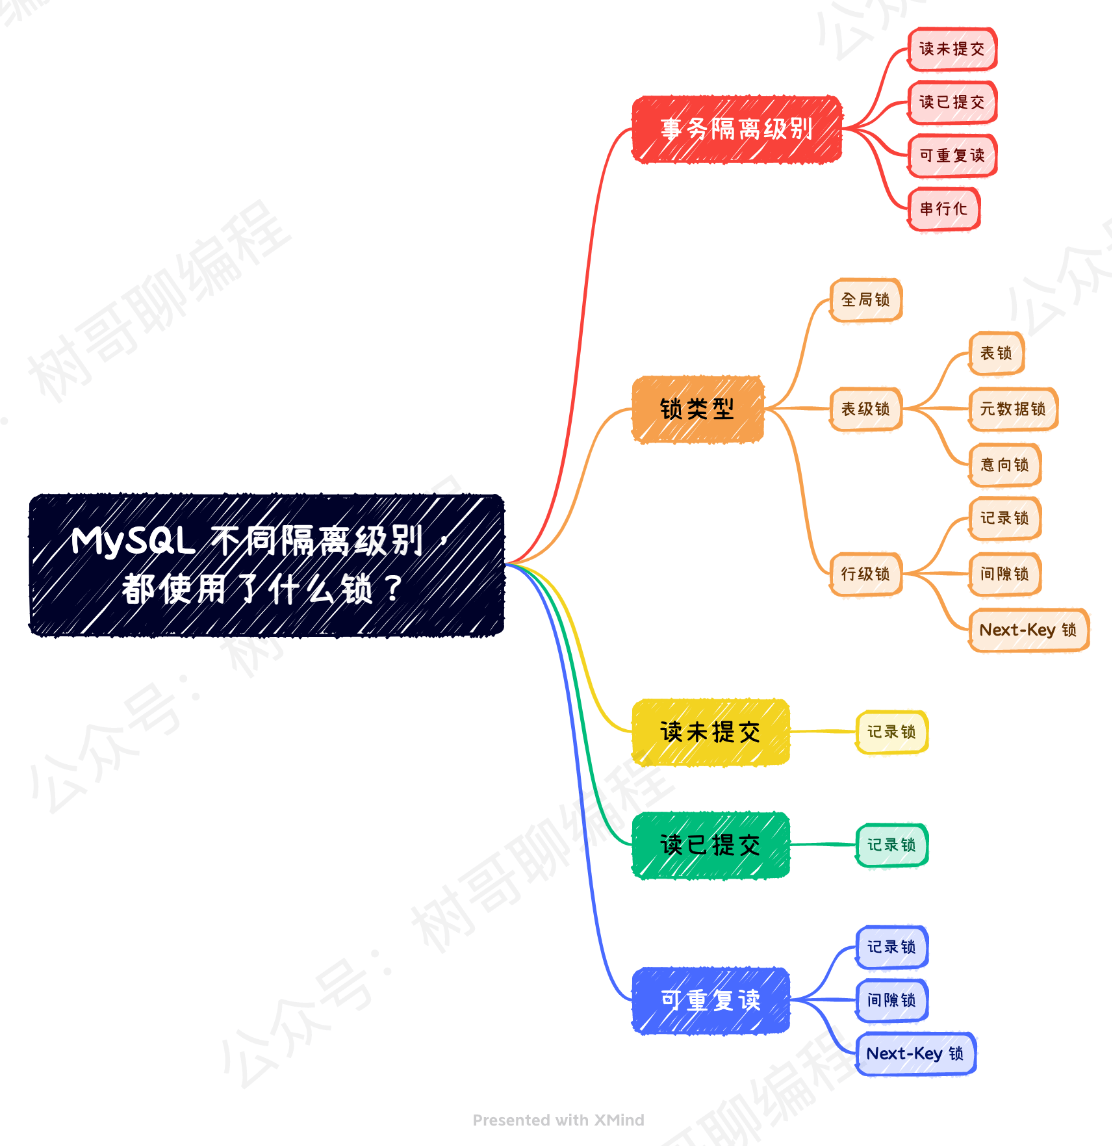 MySQL 不同隔离级别，
都使用了什么锁？
事务隔离级别
读未提交
读已提交
可重复读
串行化
锁类型
全局锁
表级锁
表锁
元数据锁
意向锁
行级锁
记录锁
间隙锁
Next-Key 锁
读未提交
记录锁
读已提交
记录锁
可重复读
记录锁
间隙锁
Next-Key 锁
公众号：树哥聊编程
Presented with XMind